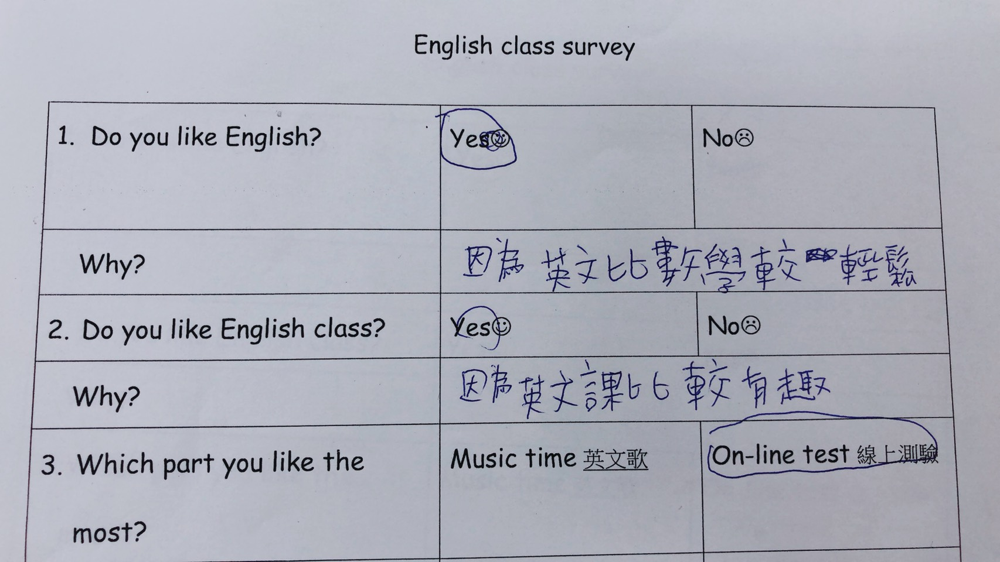 English class survey
1. Do you like English? Yes☺ No☹
Why? 因為 英文比數學較 輕鬆
2. Do you like English class? Yes☺ No☹
Why? 因為英文課比較有趣
3. Which part you like the most? Music time 英文歌 On-line test 線上測驗